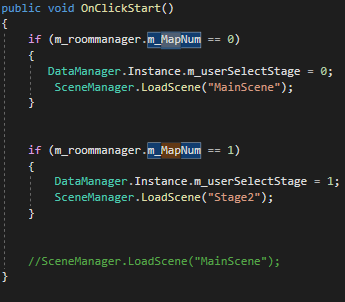 public void OnClickStart()
{
if (m_roommanager.m_MapNum == 0)
{
DataManager.Instance.m_userSelectStage = 0;
SceneManager.LoadScene("MainScene");
}
if (m_roommanager.m_MapNum == 1)
{
DataManager.Instance.m_userSelectStage = 1;
SceneManager.LoadScene("Stage2");
}
//SceneManager.LoadScene("MainScene");
}